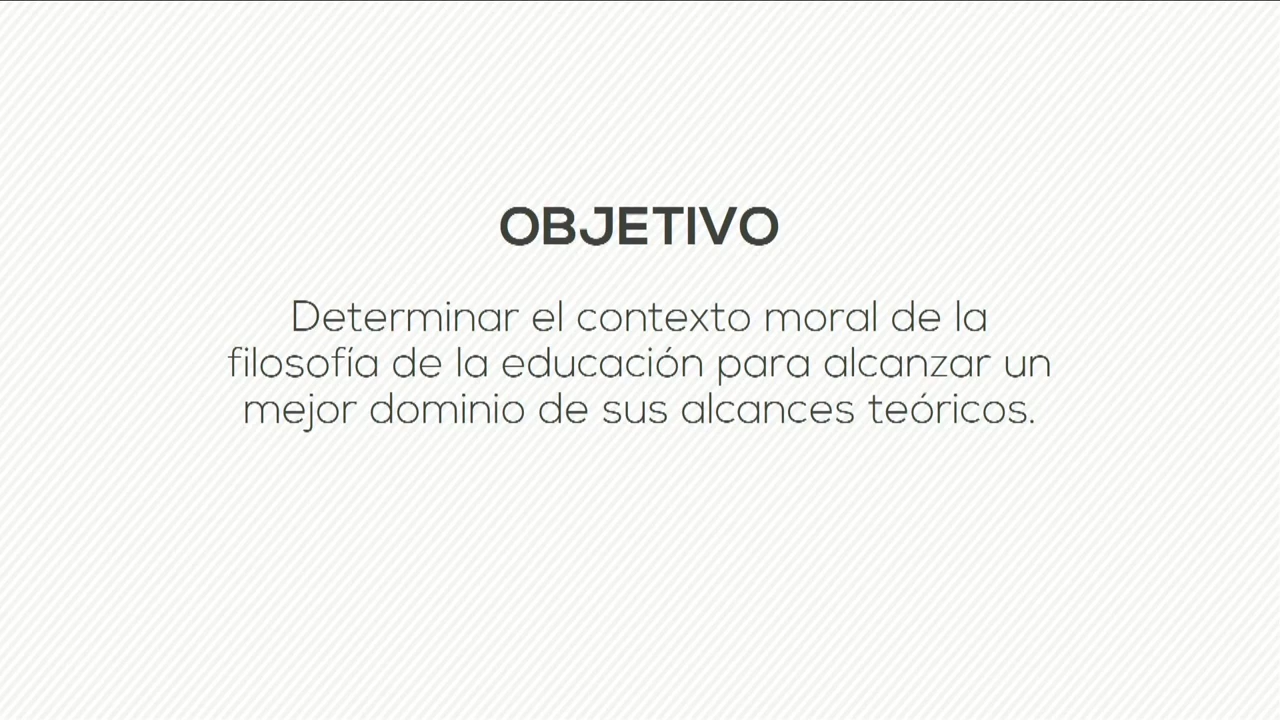 OBJETIVO
Determinar el contexto moral de la
filosofía de la educación para alcanzar un
mejor dominio de sus alcances teóricos.